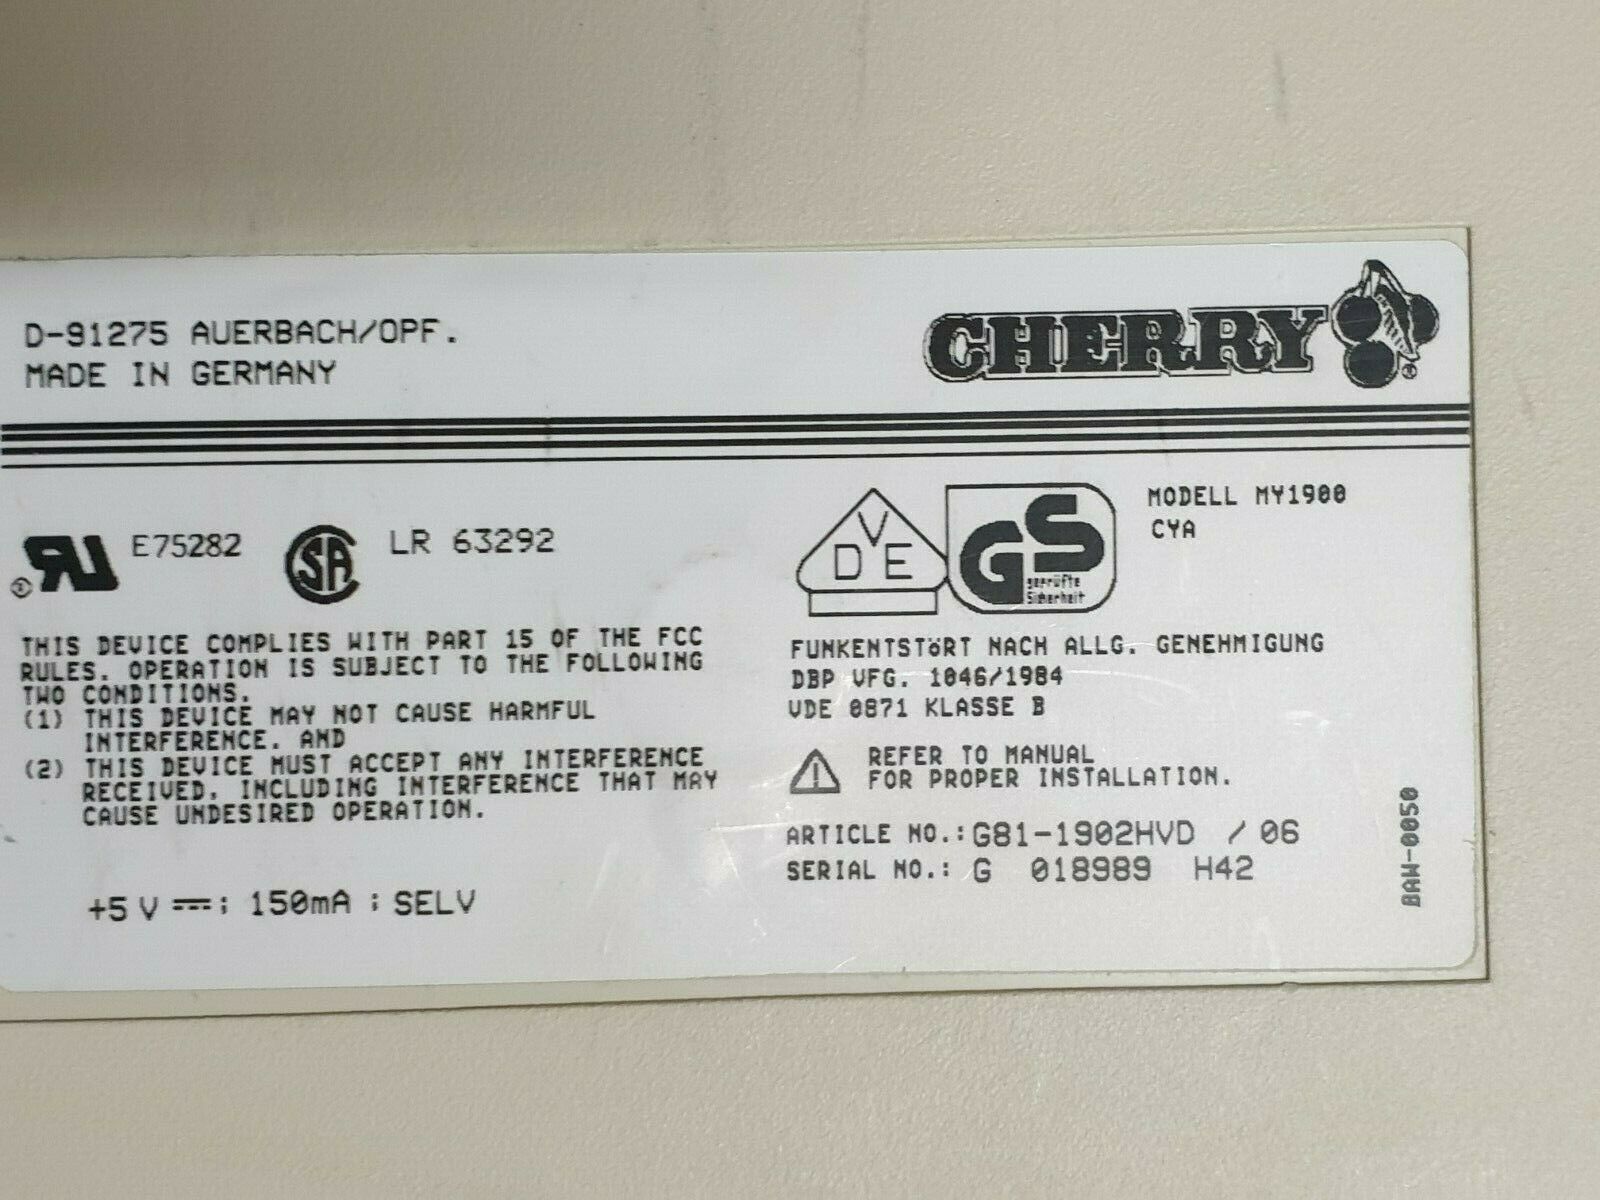 D-91275 AUERBACH/OPF.
MADE IN GERMANY
CHERRY
®
E75282
SA
LR 63292
VDE
GS
geprüfte
Sicherheit
MODELL MY1900
CYA
THIS DEVICE COMPLIES WITH PART 15 OF THE FCC
RULES. OPERATION IS SUBJECT TO THE FOLLOWING
TWO CONDITIONS.
(1) THIS DEVICE MAY NOT CAUSE HARMFUL
INTERFERENCE. AND
(2) THIS DEVICE MUST ACCEPT ANY INTERFERENCE
RECEIVED, INCLUDING INTERFERENCE THAT MAY
CAUSE UNDESIRED OPERATION.
+5 V ⎓; 150mA ; SELV
FUNKENTSTöRT NACH ALLG. GENEHMIGUNG
DBP VFG. 1046/1984
VDE 0871 KLASSE B
REFER TO MANUAL
FOR PROPER INSTALLATION.
ARTICLE NO.: G81-1902HVD / 06
SERIAL NO.: G 018989 H42
BAW-0050